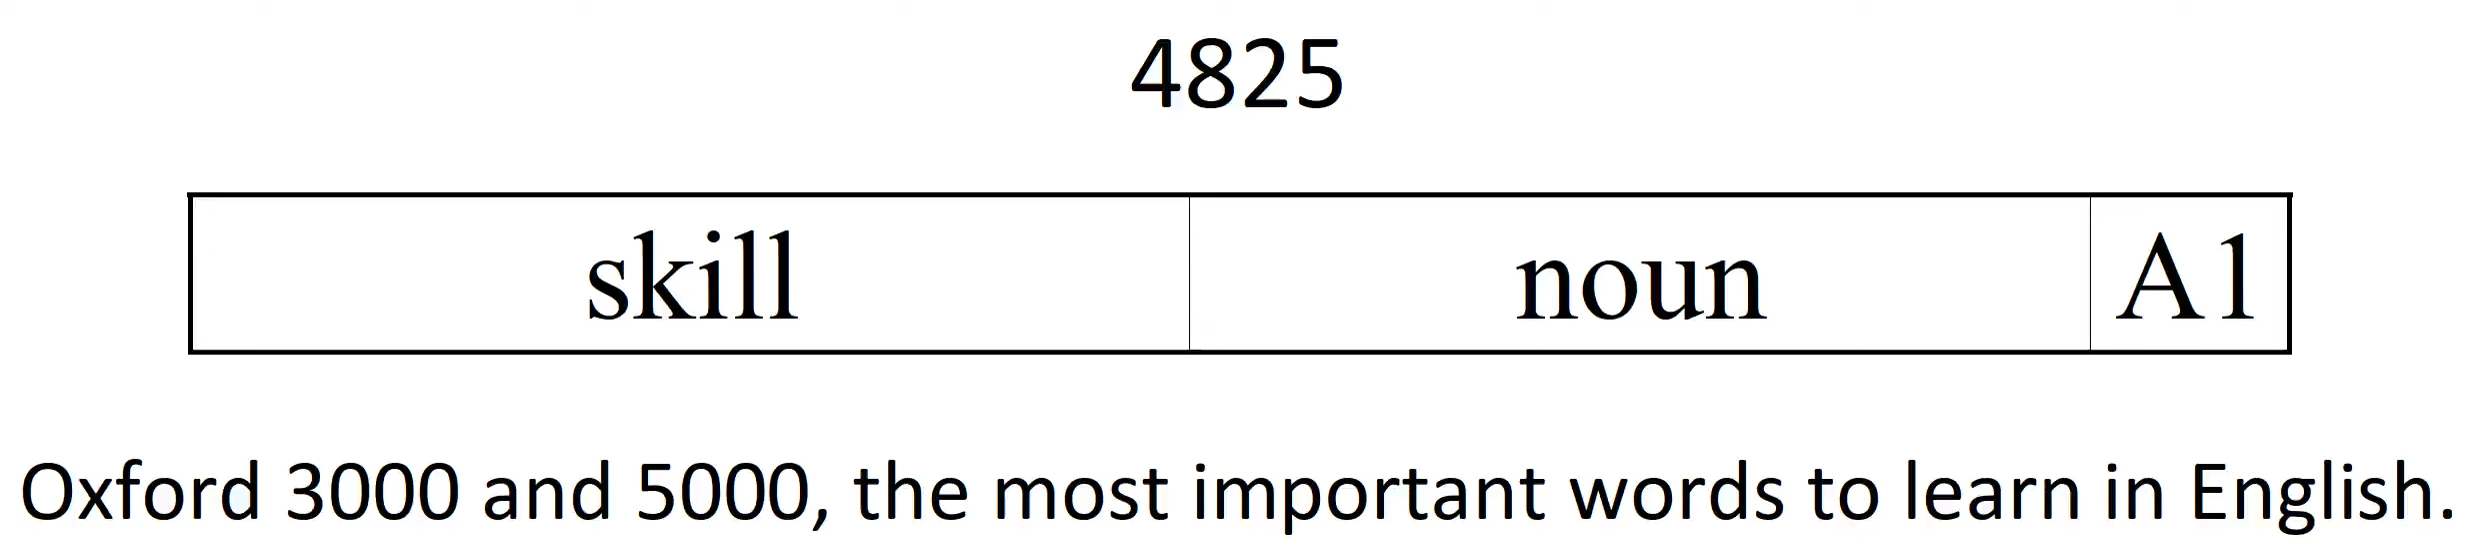 4825
skill noun A1
Oxford 3000 and 5000, the most important words to learn in English.